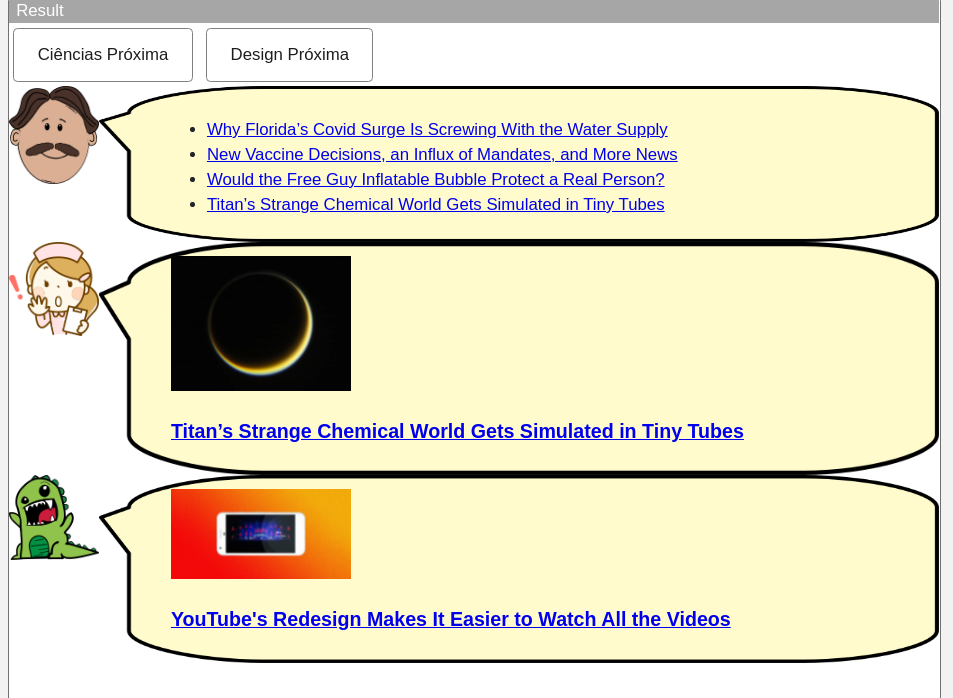 Result
Ciências Próxima
Design Próxima
Why Florida’s Covid Surge Is Screwing With the Water Supply
New Vaccine Decisions, an Influx of Mandates, and More News
Would the Free Guy Inflatable Bubble Protect a Real Person?
Titan’s Strange Chemical World Gets Simulated in Tiny Tubes
Titan’s Strange Chemical World Gets Simulated in Tiny Tubes
YouTube's Redesign Makes It Easier to Watch All the Videos